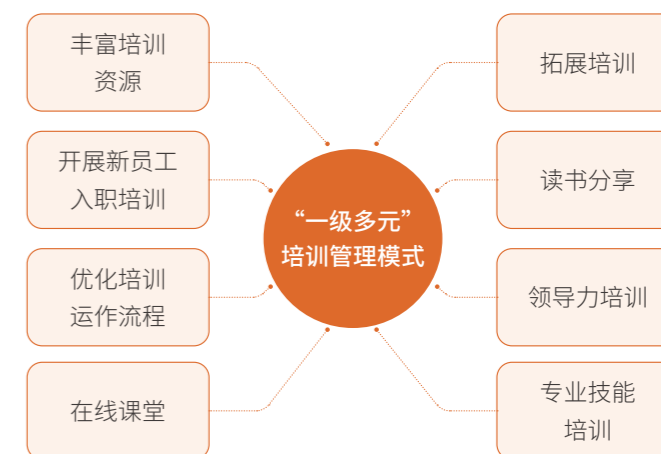 丰富培训
资源
开展新员工
入职培训
优化培训
运作流程
在线课堂
“一级多元”
培训管理模式
拓展培训
读书分享
领导力培训
专业技能
培训